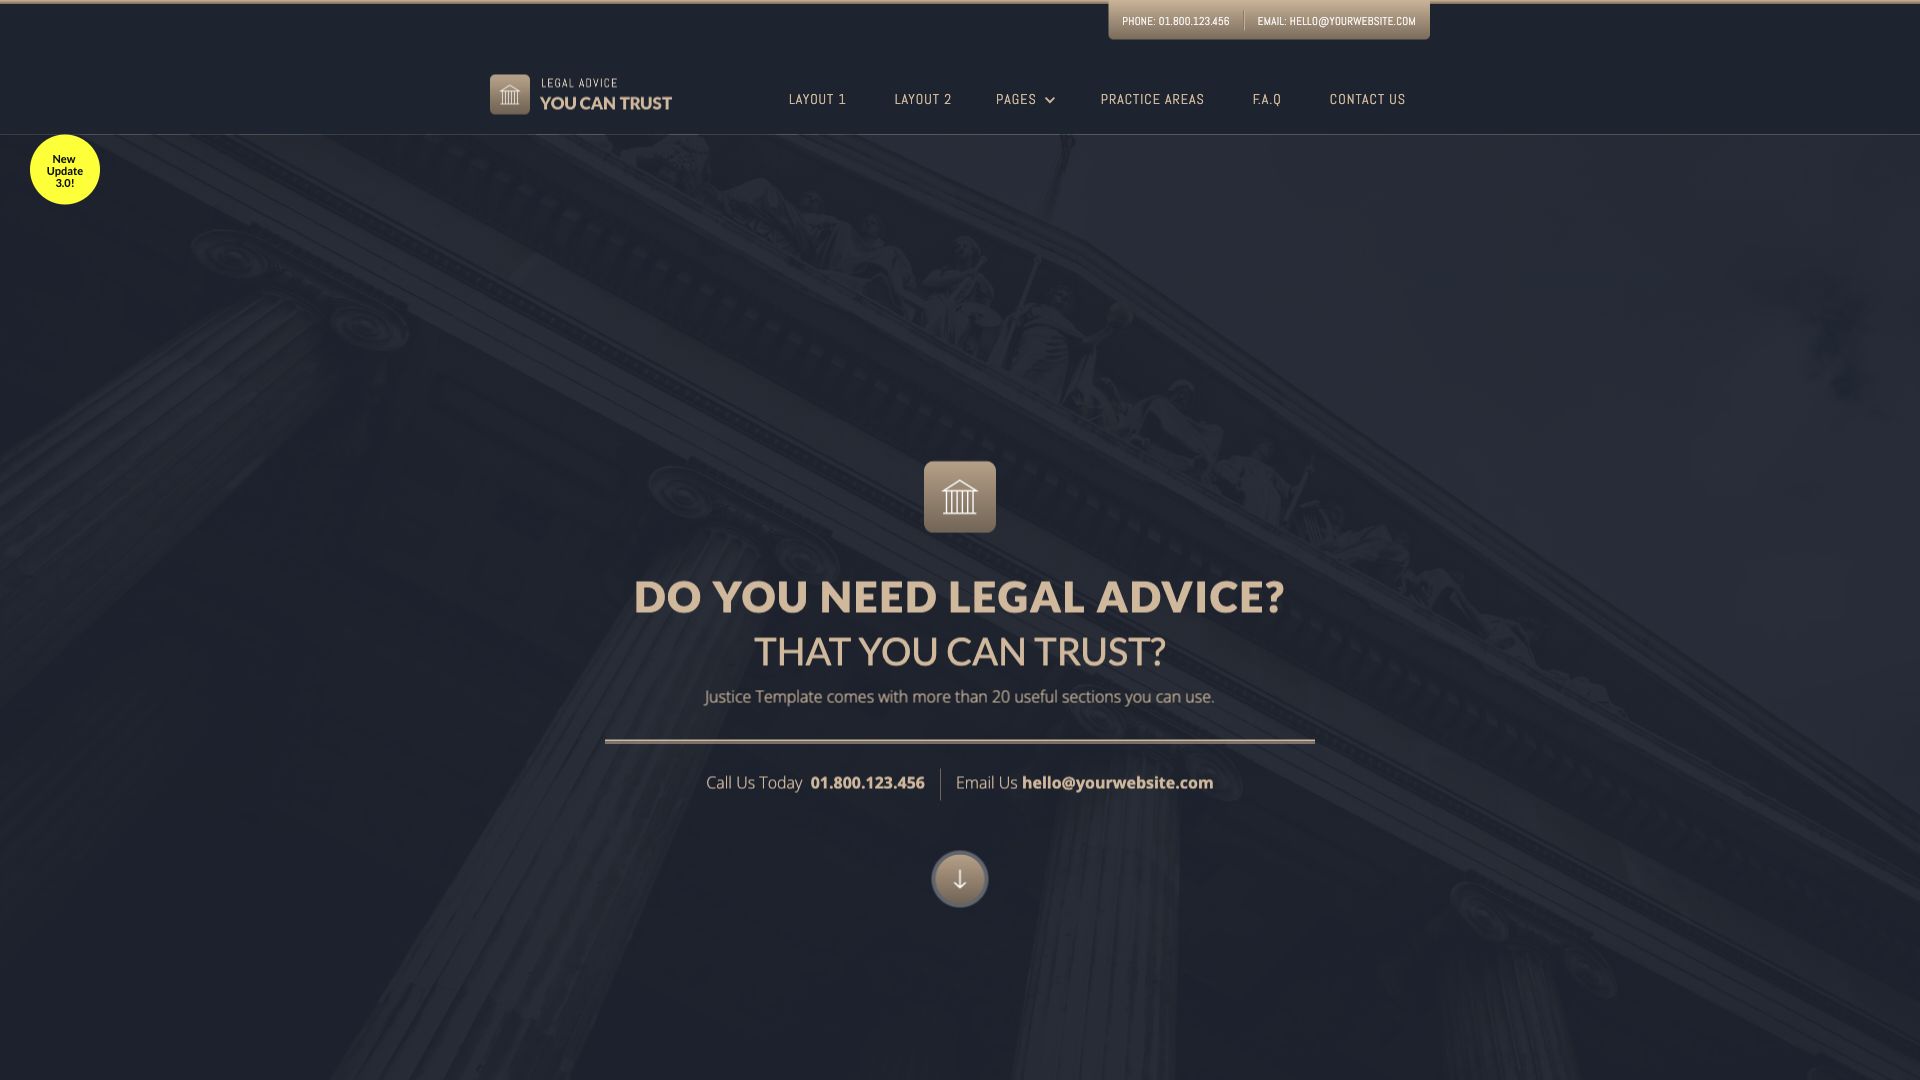 PHONE: 01.800.123.456 EMAIL: HELLO@YOURWEBSITE.COM
LEGAL ADVICE
YOU CAN TRUST
LAYOUT 1 LAYOUT 2 PAGES PRACTICE AREAS F.A.Q CONTACT US
New
Update
3.0!
DO YOU NEED LEGAL ADVICE?
THAT YOU CAN TRUST?
Justice Template comes with more than 20 useful sections you can use.
Call Us Today 01.800.123.456 Email Us hello@yourwebsite.com